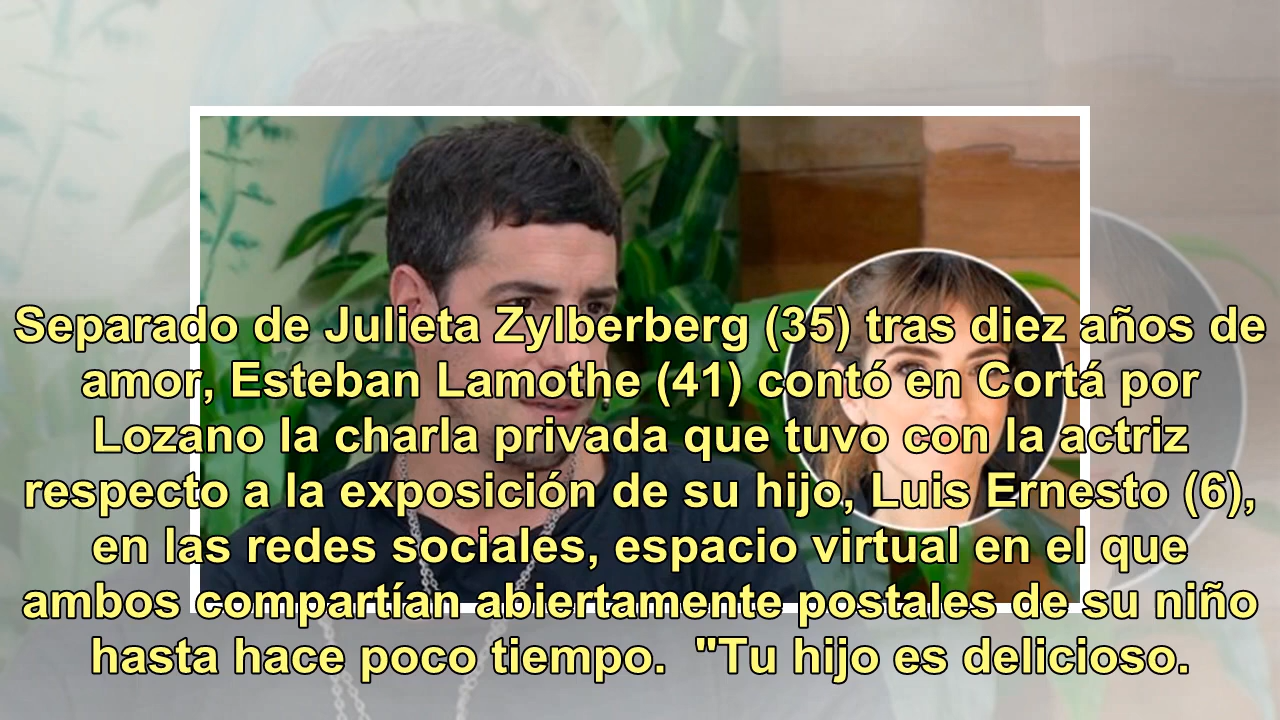 Separado de Julieta Zylberberg (35) tras diez años de
amor, Esteban Lamothe (41) contó en Cortá por
Lozano la charla privada que tuvo con la actriz
respecto a la exposición de su hijo, Luis Ernesto (6),
en las redes sociales, espacio virtual en el que
ambos compartían abiertamente postales de su niño
hasta hace poco tiempo.  "Tu hijo es delicioso.